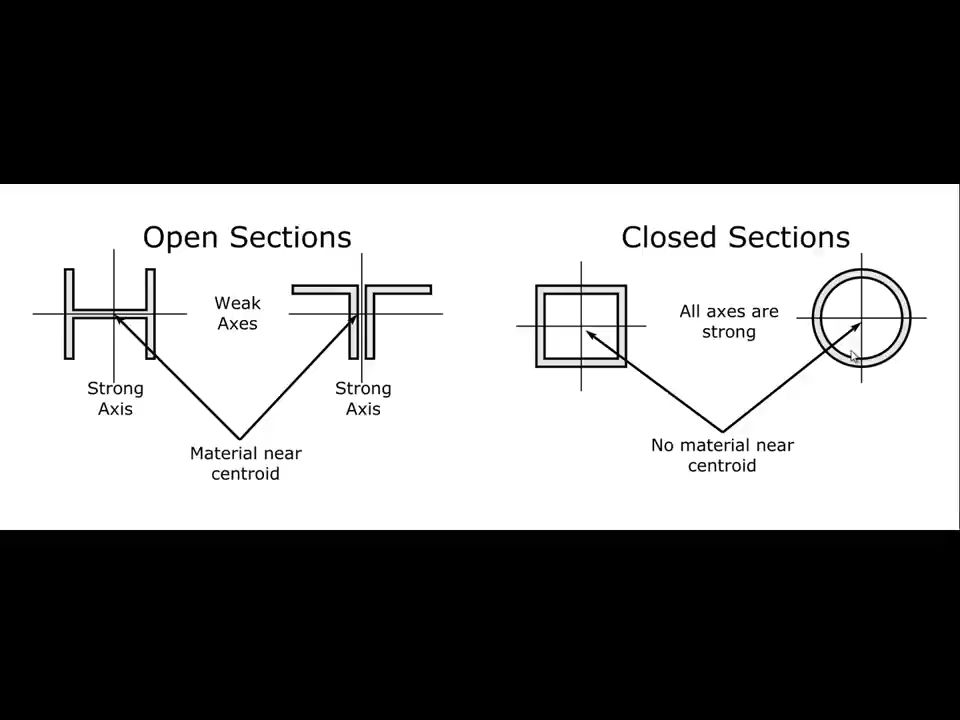 Open Sections
Weak
Axes
Strong
Axis
Strong
Axis
Material near
centroid
Closed Sections
All axes are
strong
No material near
centroid